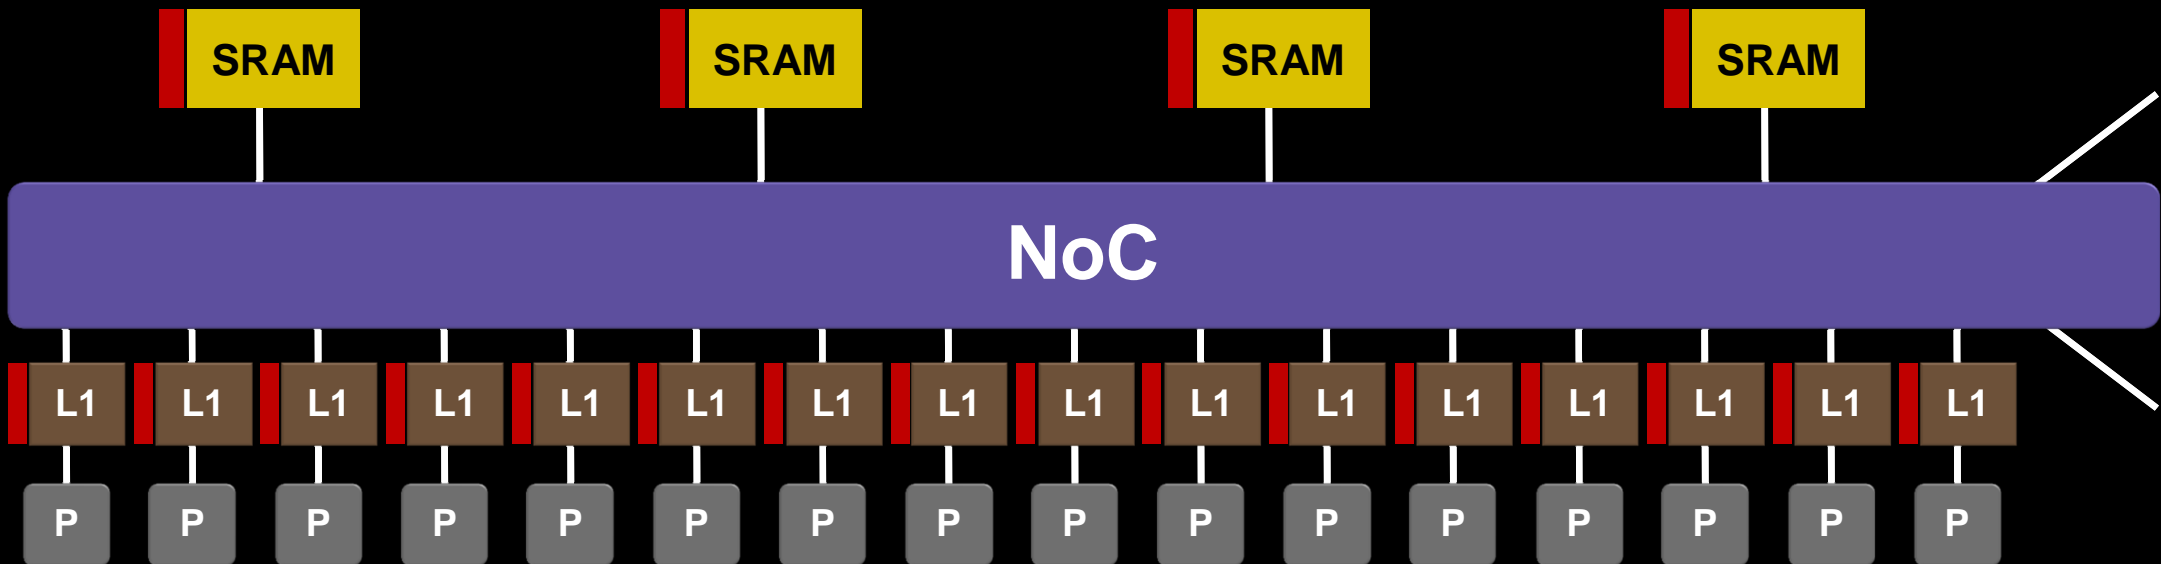 SRAM SRAM SRAM SRAM
NoC
L1 L1 L1 L1 L1 L1 L1 L1 L1 L1 L1 L1 L1 L1 L1 L1
P P P P P P P P P P P P P P P P